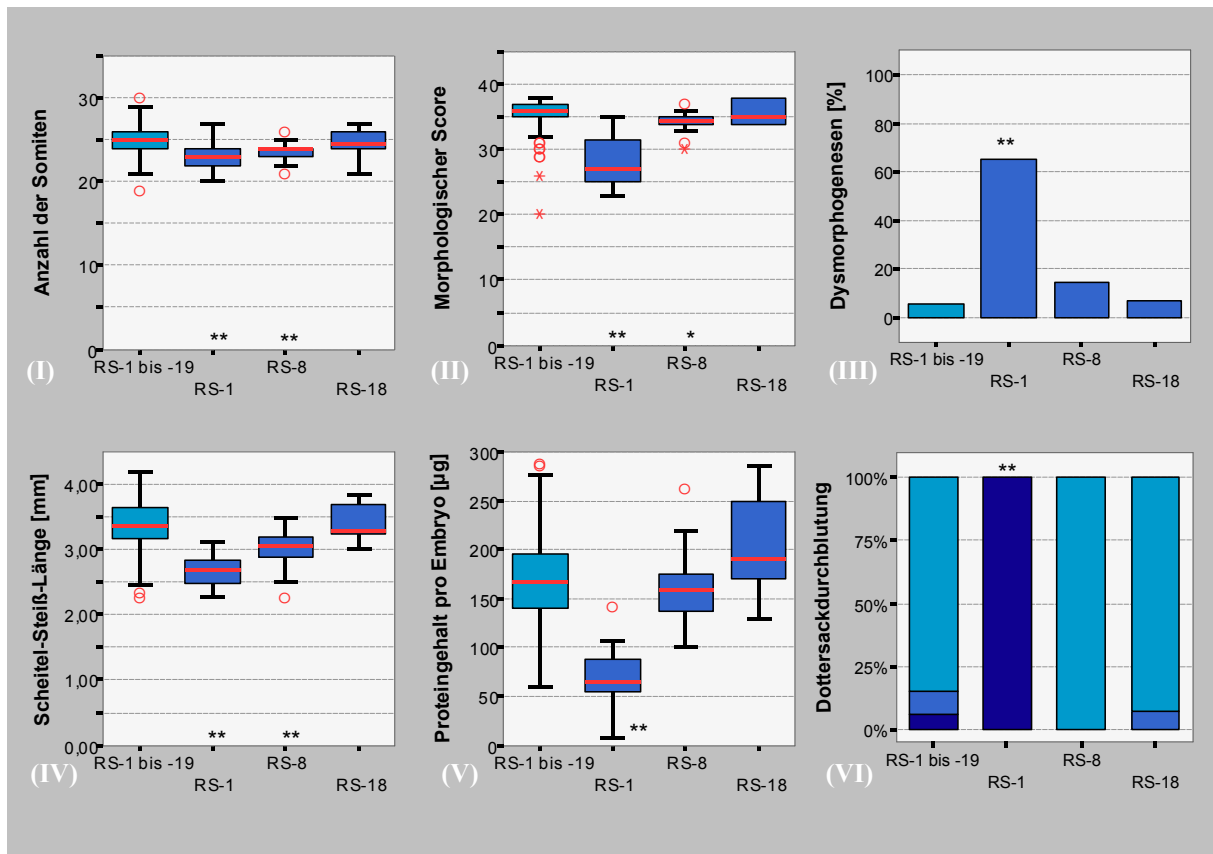 Anzahl der Somiten
30
20
10
0
** **
RS-1 bis -19 RS-8
RS-1 RS-18
(I)
Morphologischer Score
40
30
20
10
0
** *
RS-1 bis -19 RS-8
RS-1 RS-18
(II)
Dysmorphogenesen [%]
100
80
60
40
20
0
**
RS-1 bis -19 RS-8
RS-1 RS-18
(III)
Scheitel-Steiß-Länge [mm]
4,00
3,00
2,00
1,00
0,00
** **
RS-1 bis -19 RS-8
RS-1 RS-18
(IV)
Proteingehalt pro Embryo [µg]
300
250
200
150
100
50
0
**
RS-1 bis -19 RS-8
RS-1 RS-18
(V)
Dottersackdurchblutung
100%
75%
50%
25%
0%
**
RS-1 bis -19 RS-8
RS-1 RS-18
(VI)